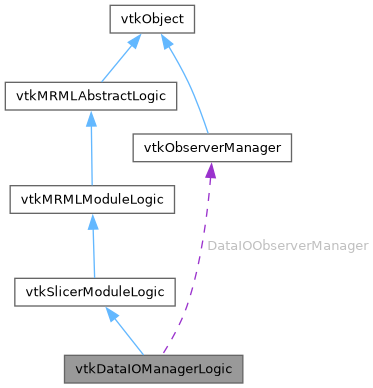 vtkObject
vtkMRMLAbstractLogic
vtkObserverManager
vtkMRMLModuleLogic
DataIOObserverManager
vtkSlicerModuleLogic
vtkDataIOManagerLogic